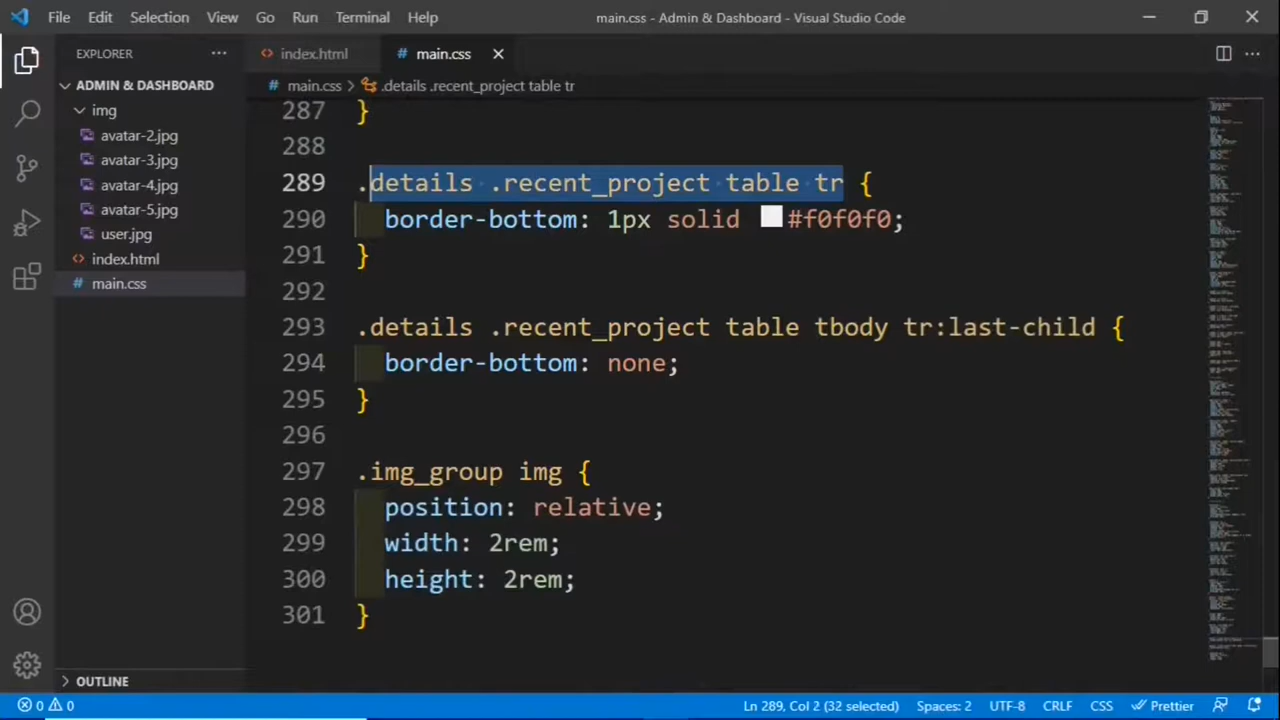 File Edit Selection View Go Run Terminal Help
main.css - Admin & Dashboard - Visual Studio Code
EXPLORER
ADMIN & DASHBOARD
img
avatar-2.jpg
avatar-3.jpg
avatar-4.jpg
avatar-5.jpg
user.jpg
index.html
# main.css
OUTLINE
index.html
# main.css
# main.css > .details .recent_project table tr
287 }
288
289 .details .recent_project table tr {
290 border-bottom: 1px solid #f0f0f0;
291 }
292
293 .details .recent_project table tbody tr:last-child {
294 border-bottom: none;
295 }
296
297 .img_group img {
298 position: relative;
299 width: 2rem;
300 height: 2rem;
301 }
0 0 Ln 289, Col 2 (32 selected) Spaces: 2 UTF-8 CRLF CSS Prettier